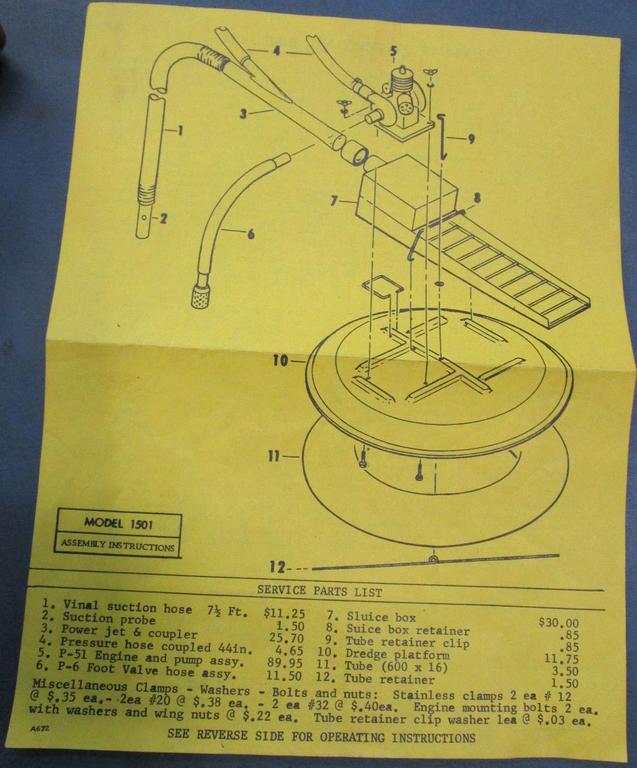 4
5
1
3
9
2
7
8
6
10
11
MODEL 1501
ASSEMBLY INSTRUCTIONS
12
SERVICE PARTS LIST
1. Vinal suction hose 7½ Ft. $11.25
2. Suction probe 1.50
3. Power jet & coupler 25.70
4. Pressure hose coupled 44in. 4.65
5. P-51 Engine and pump assy. 89.95
6. P-6 Foot Valve hose assy. 11.50
7. Sluice box $30.00
8. Suice box retainer .85
9. Tube retainer clip .85
10. Dredge platform 11.75
11. Tube (600 x 16) 3.50
12. Tube retainer 1.50
Miscellaneous Clamps - Washers - Bolts and nuts: Stainless clamps 2 ea # 12
@ $.35 ea.- 2ea #20 @ $.38 ea. - 2 ea #32 @ $.40ea. Engine mounting bolts 2 ea.
with washers and wing nuts @ $.22 ea. Tube retainer clip washer 1ea @ $.03 ea.
A672
SEE REVERSE SIDE FOR OPERATING INSTRUCTIONS